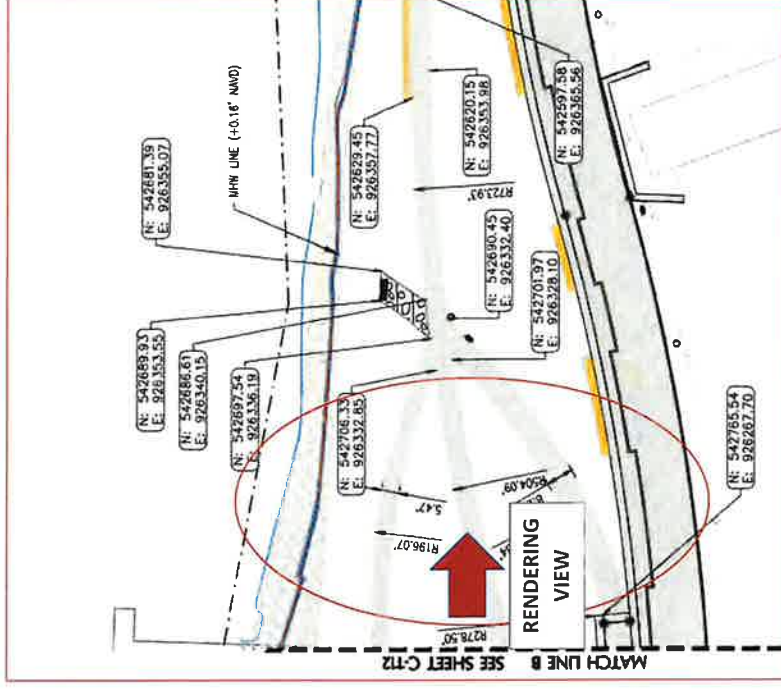 N: 542681.39
E: 926355.07
MHW LINE (+0.16' NAVD)
N: 542689.93
E: 926353.55
N: 542686.61
E: 926340.15
N: 542697.54
E: 926336.19
N: 542706.33
E: 926332.85
N: 542629.45
E: 926357.77
N: 542620.15
E: 926353.98
N: 542597.58
E: 926365.56
R723.93'
N: 542690.45
E: 926332.40
N: 542701.97
E: 926328.10
N: 542765.54
E: 926267.70
5.47'
R504.09'
R196.07'
R278.50'
RENDERING
VIEW
MATCH LINE B
SEE SHEET C-112